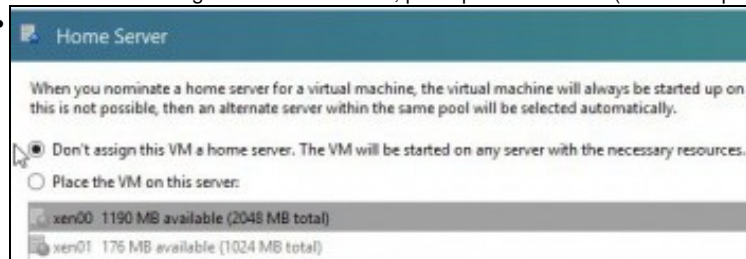 Home Server
When you nominate a home server for a virtual machine, the virtual machine will always be started up on
this is not possible, then an alternate server within the same pool will be selected automatically.
Don't assign this VM a home server. The VM will be started on any server with the necessary resources.
Place the VM on this server:
xen00 1190 MB available (2048 MB total)
xen01 176 MB available (1024 MB total)